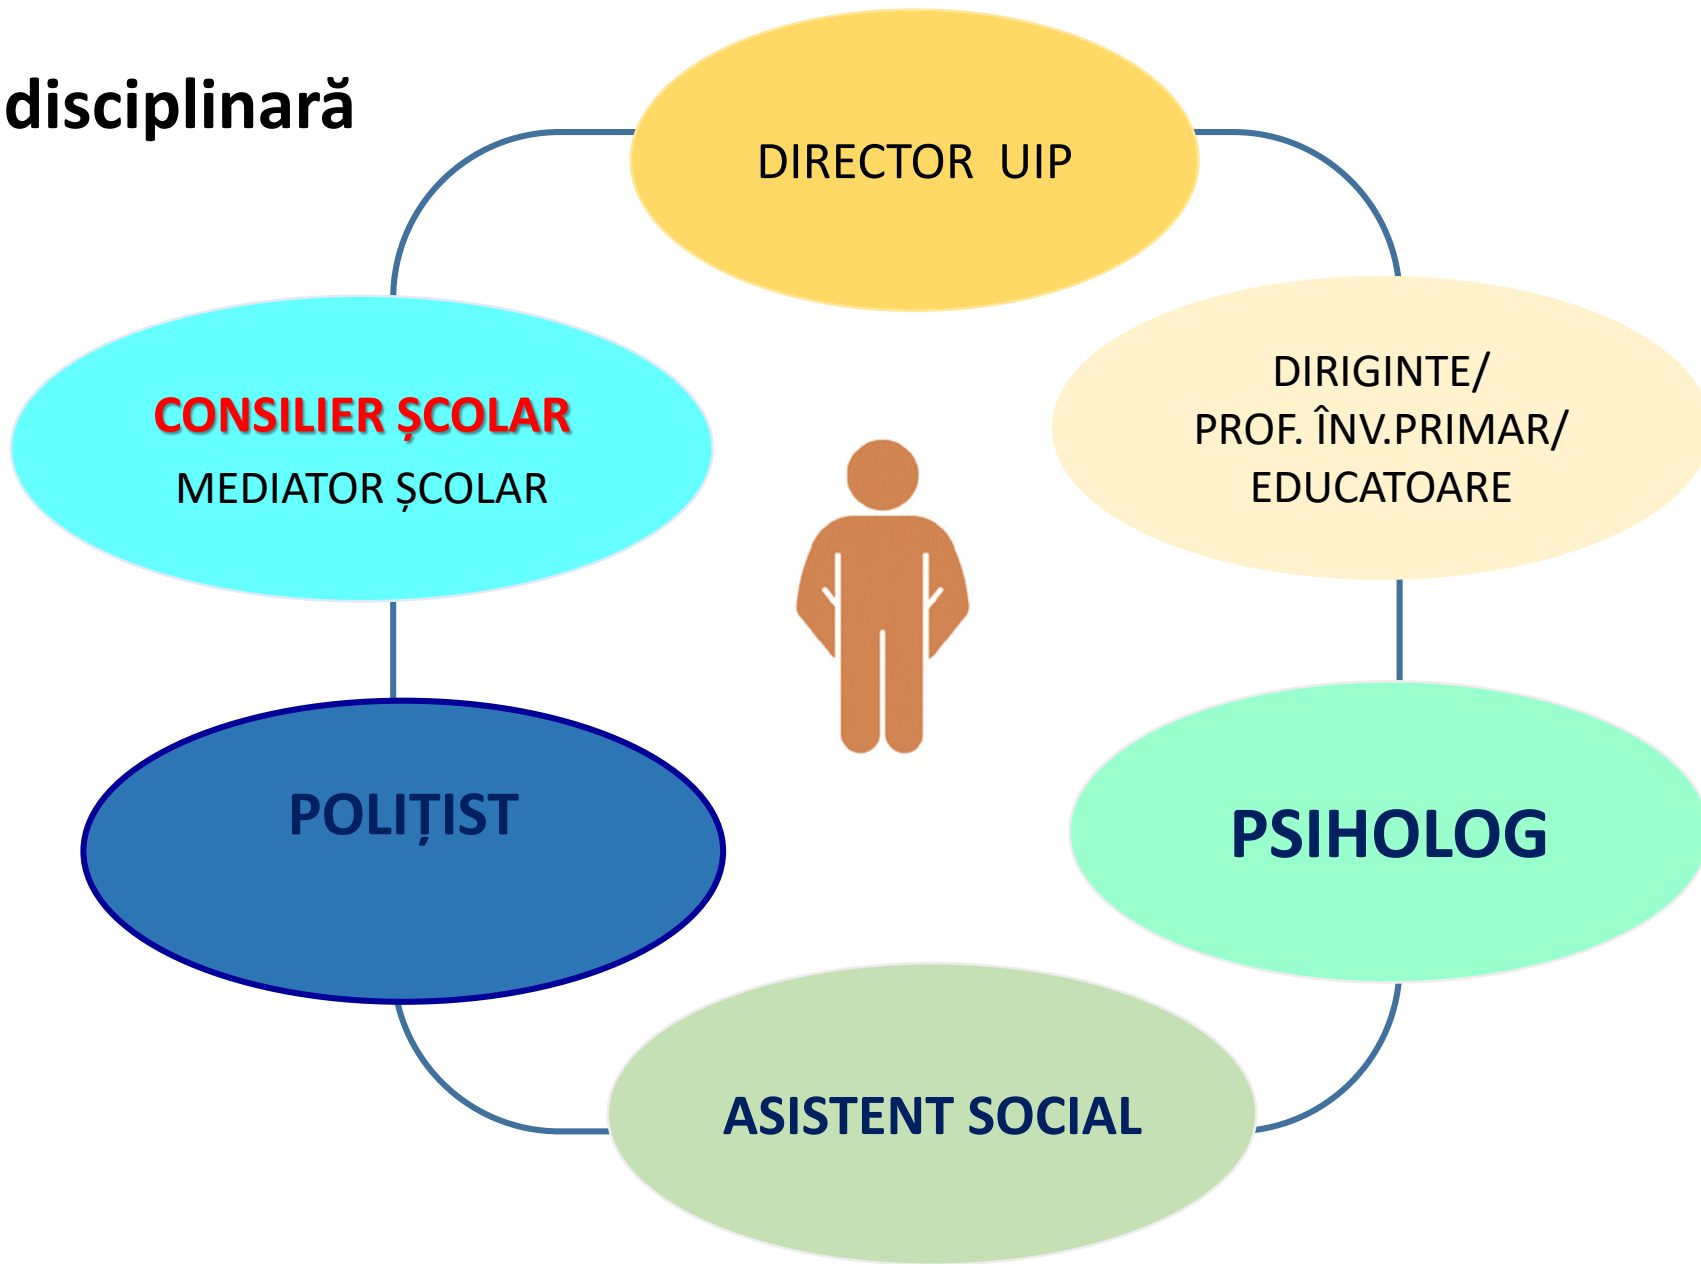 disciplinară
DIRECTOR  UIP
CONSILIER ȘCOLAR
MEDIATOR ȘCOLAR
DIRIGINTE/
PROF. ÎNV.PRIMAR/
EDUCATOARE
POLIȚIST
PSIHOLOG
ASISTENT SOCIAL